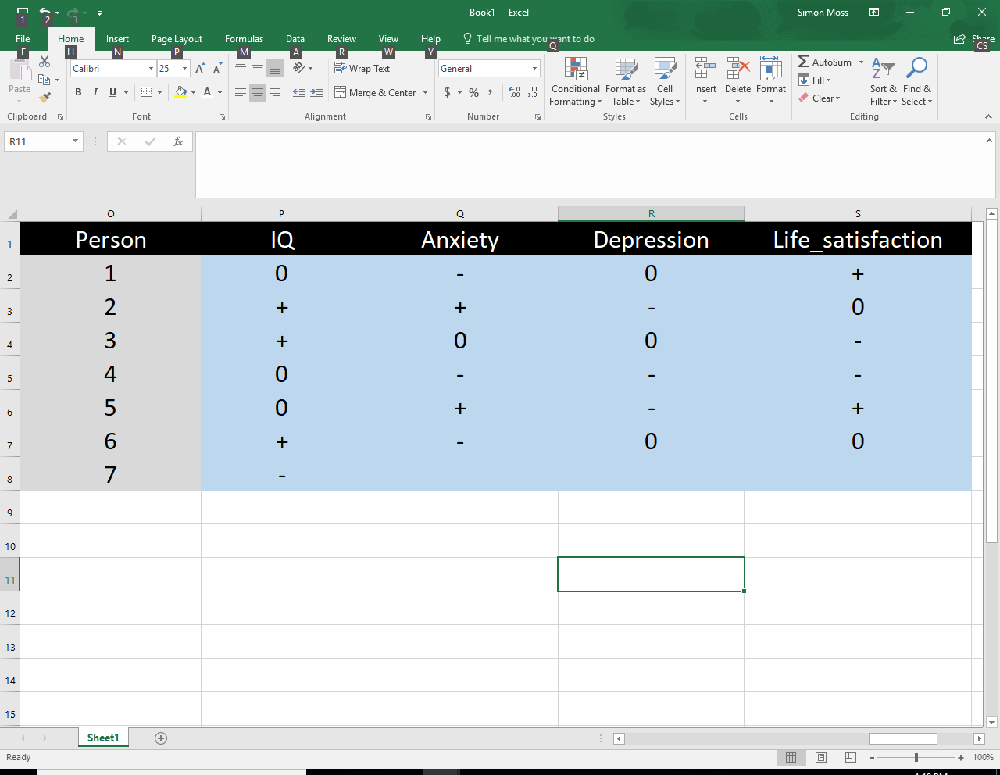 Book1 - Excel
Simon Moss
1 2 3
File Home Insert Page Layout Formulas Data Review View Help Tell me what you want to do Share
F H N P M A R W Y Q CS
Calibri 25 A A Wrap Text General AutoSum
Paste B I U A Merge & Center $ % , Conditional Formatting Format as Table Cell Styles Insert Delete Format Fill Clear Sort & Filter Find & Select
Clipboard Font Alignment Number Styles Cells Editing
R11 fx
O P Q R S
1 Person IQ Anxiety Depression Life_satisfaction
2 1 0 - 0 +
3 2 + + - 0
4 3 + 0 0 -
5 4 0 - - -
6 5 0 + - +
7 6 + - 0 0
8 7 -
9
10
11
12
13
14
15
Sheet1
Ready 100%